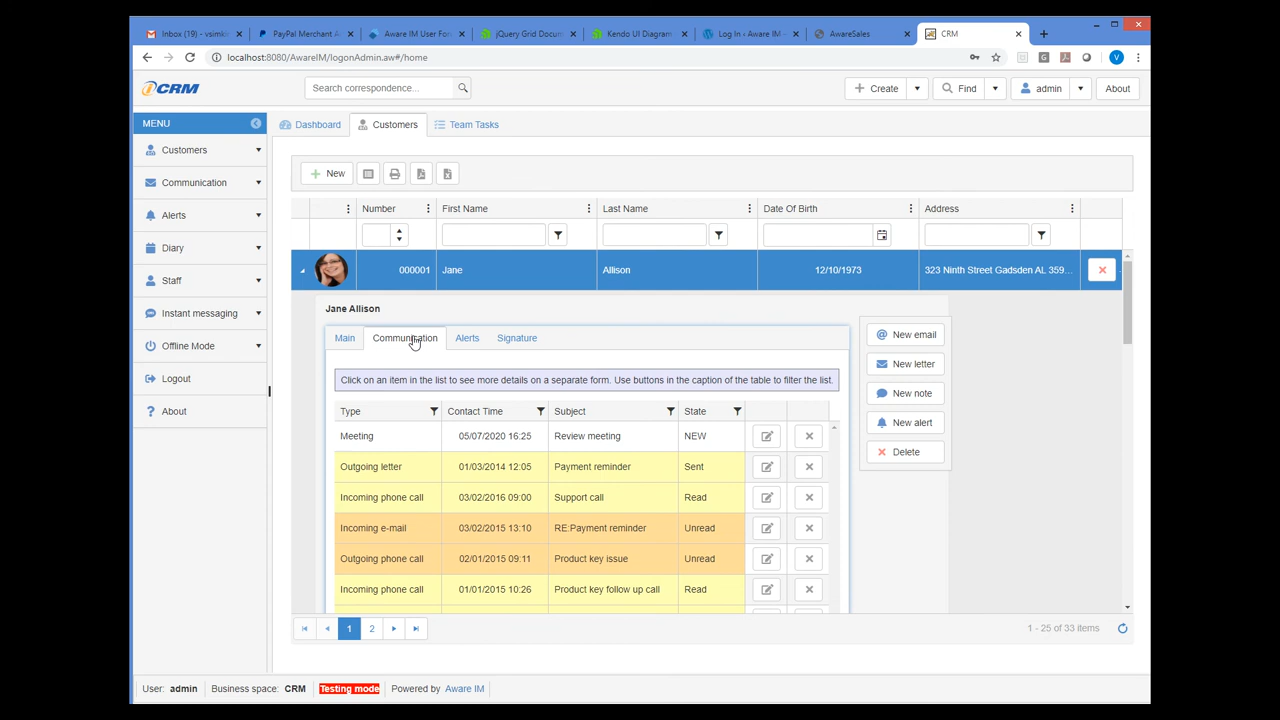 Inbox (19) - vsimki
PayPal Merchant A
Aware IM User For
jQuery Grid Docun
Kendo UI Diagram
Log In ‹ Aware IM —
AwareSales
CRM
localhost:8080/AwareIM/logonAdmin.aw#/home
CRM
Search correspondence...
Create
Find
admin
About
MENU
Customers
Communication
Alerts
Diary
Staff
Instant messaging
Offline Mode
Logout
About
Dashboard
Customers
Team Tasks
New
Number
First Name
Last Name
Date Of Birth
Address
000001
Jane
Allison
12/10/1973
323 Ninth Street Gadsden AL 359...
Jane Allison
Main
Communication
Alerts
Signature
Click on an item in the list to see more details on a separate form. Use buttons in the caption of the table to filter the list.
Type
Contact Time
Subject
State
Meeting
05/07/2020 16:25
Review meeting
NEW
Outgoing letter
01/03/2014 12:05
Payment reminder
Sent
Incoming phone call
03/02/2016 09:00
Support call
Read
Incoming e-mail
03/02/2015 13:10
RE:Payment reminder
Unread
Outgoing phone call
02/01/2015 09:11
Product key issue
Unread
Incoming phone call
01/01/2015 10:26
Product key follow up call
Read
New email
New letter
New note
New alert
Delete
1
2
1 - 25 of 33 items
User: admin
Business space: CRM
Testing mode
Powered by Aware IM